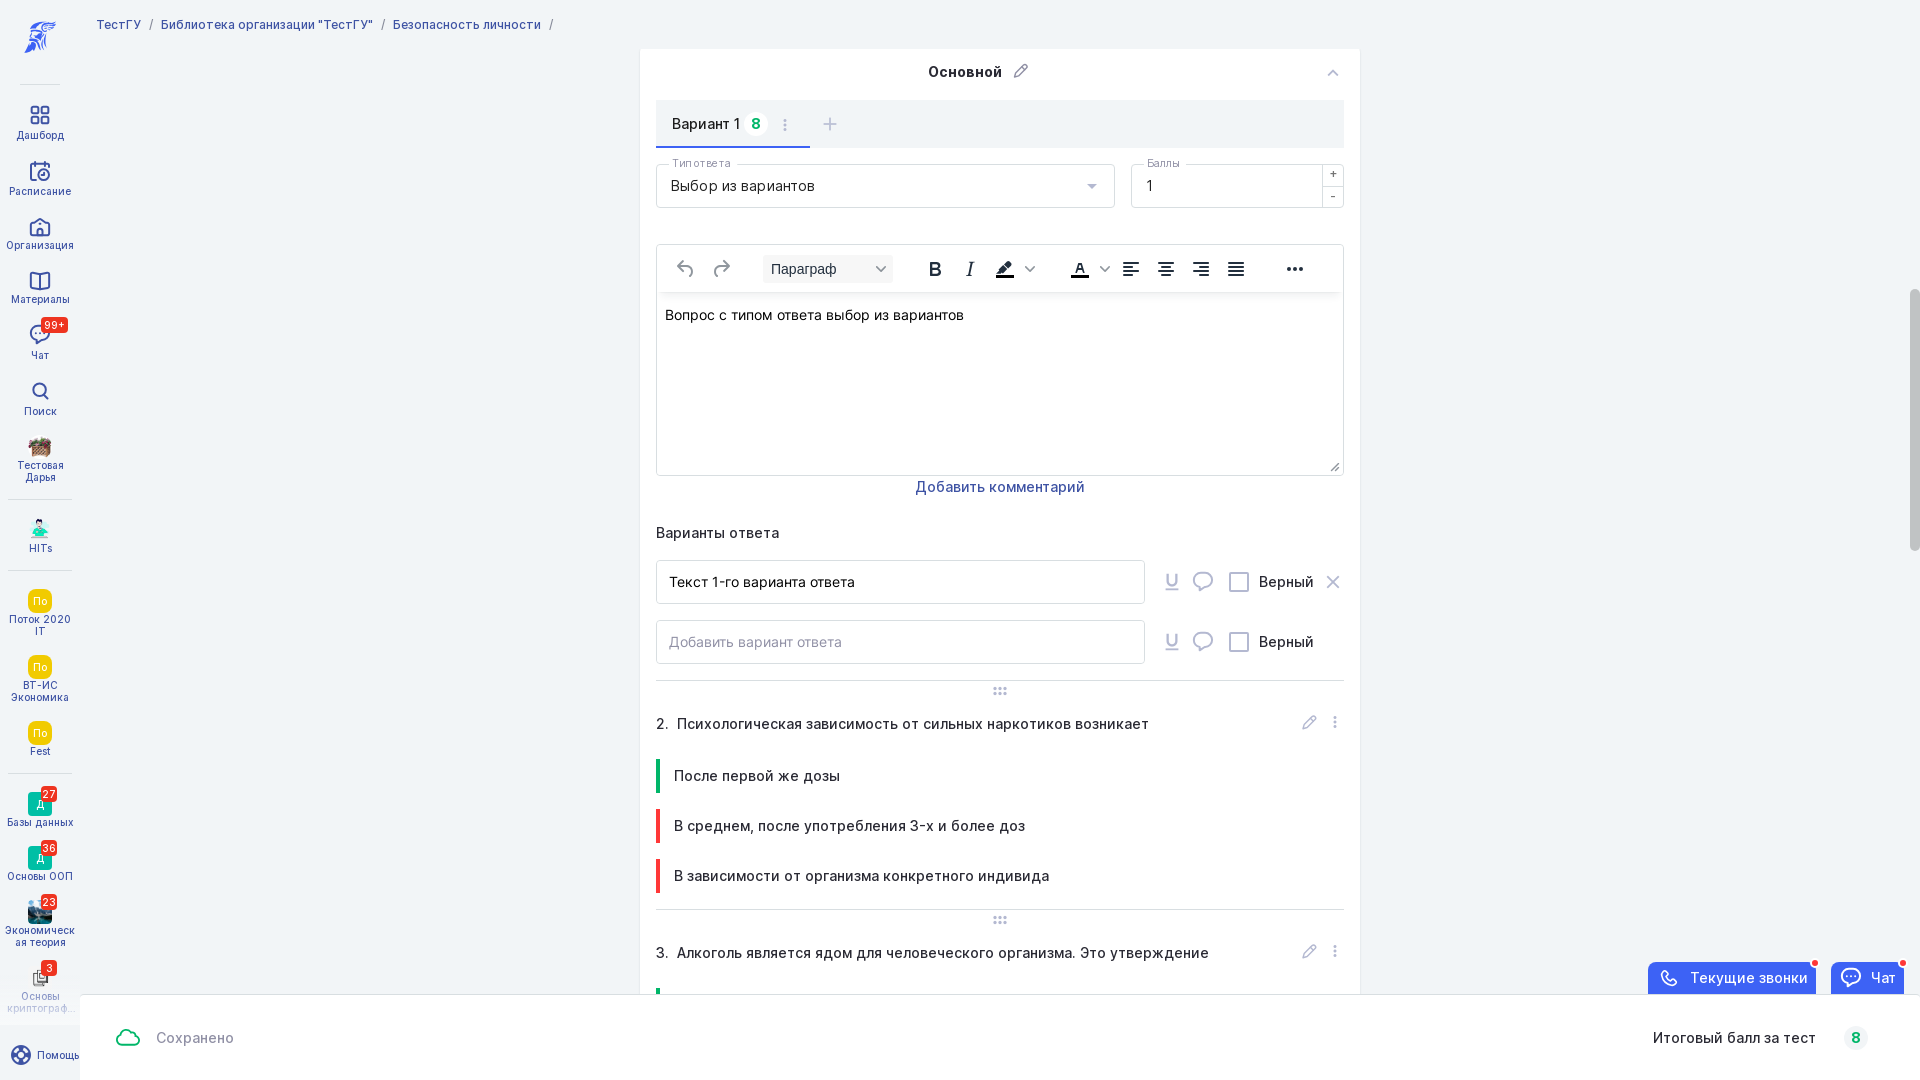 ТестГУ / Библиотека организации "ТестГУ" / Безопасность личности /
Дашборд
Расписание
Организация
Материалы
99+
Чат
Поиск
Тестовая
Дарья
HITs
По
Поток 2020
IT
По
ВТ-ИС
Экономика
По
Fest
27
Д
Базы данных
36
Д
Основы ООП
23
Экономическ
ая теория
3
Основы
криптограф...
Помощь
Основной
Вариант 1 8
Тип ответа
Выбор из вариантов
Баллы
1
+
-
Параграф
B I A
Вопрос с типом ответа выбор из вариантов
Добавить комментарий
Варианты ответа
Текст 1-го варианта ответа
Верный
Добавить вариант ответа
Верный
2. Психологическая зависимость от сильных наркотиков возникает
После первой же дозы
В среднем, после употребления 3-х и более доз
В зависимости от организма конкретного индивида
3. Алкоголь является ядом для человеческого организма. Это утверждение
Текущие звонки
Чат
Сохранено
Итоговый балл за тест 8